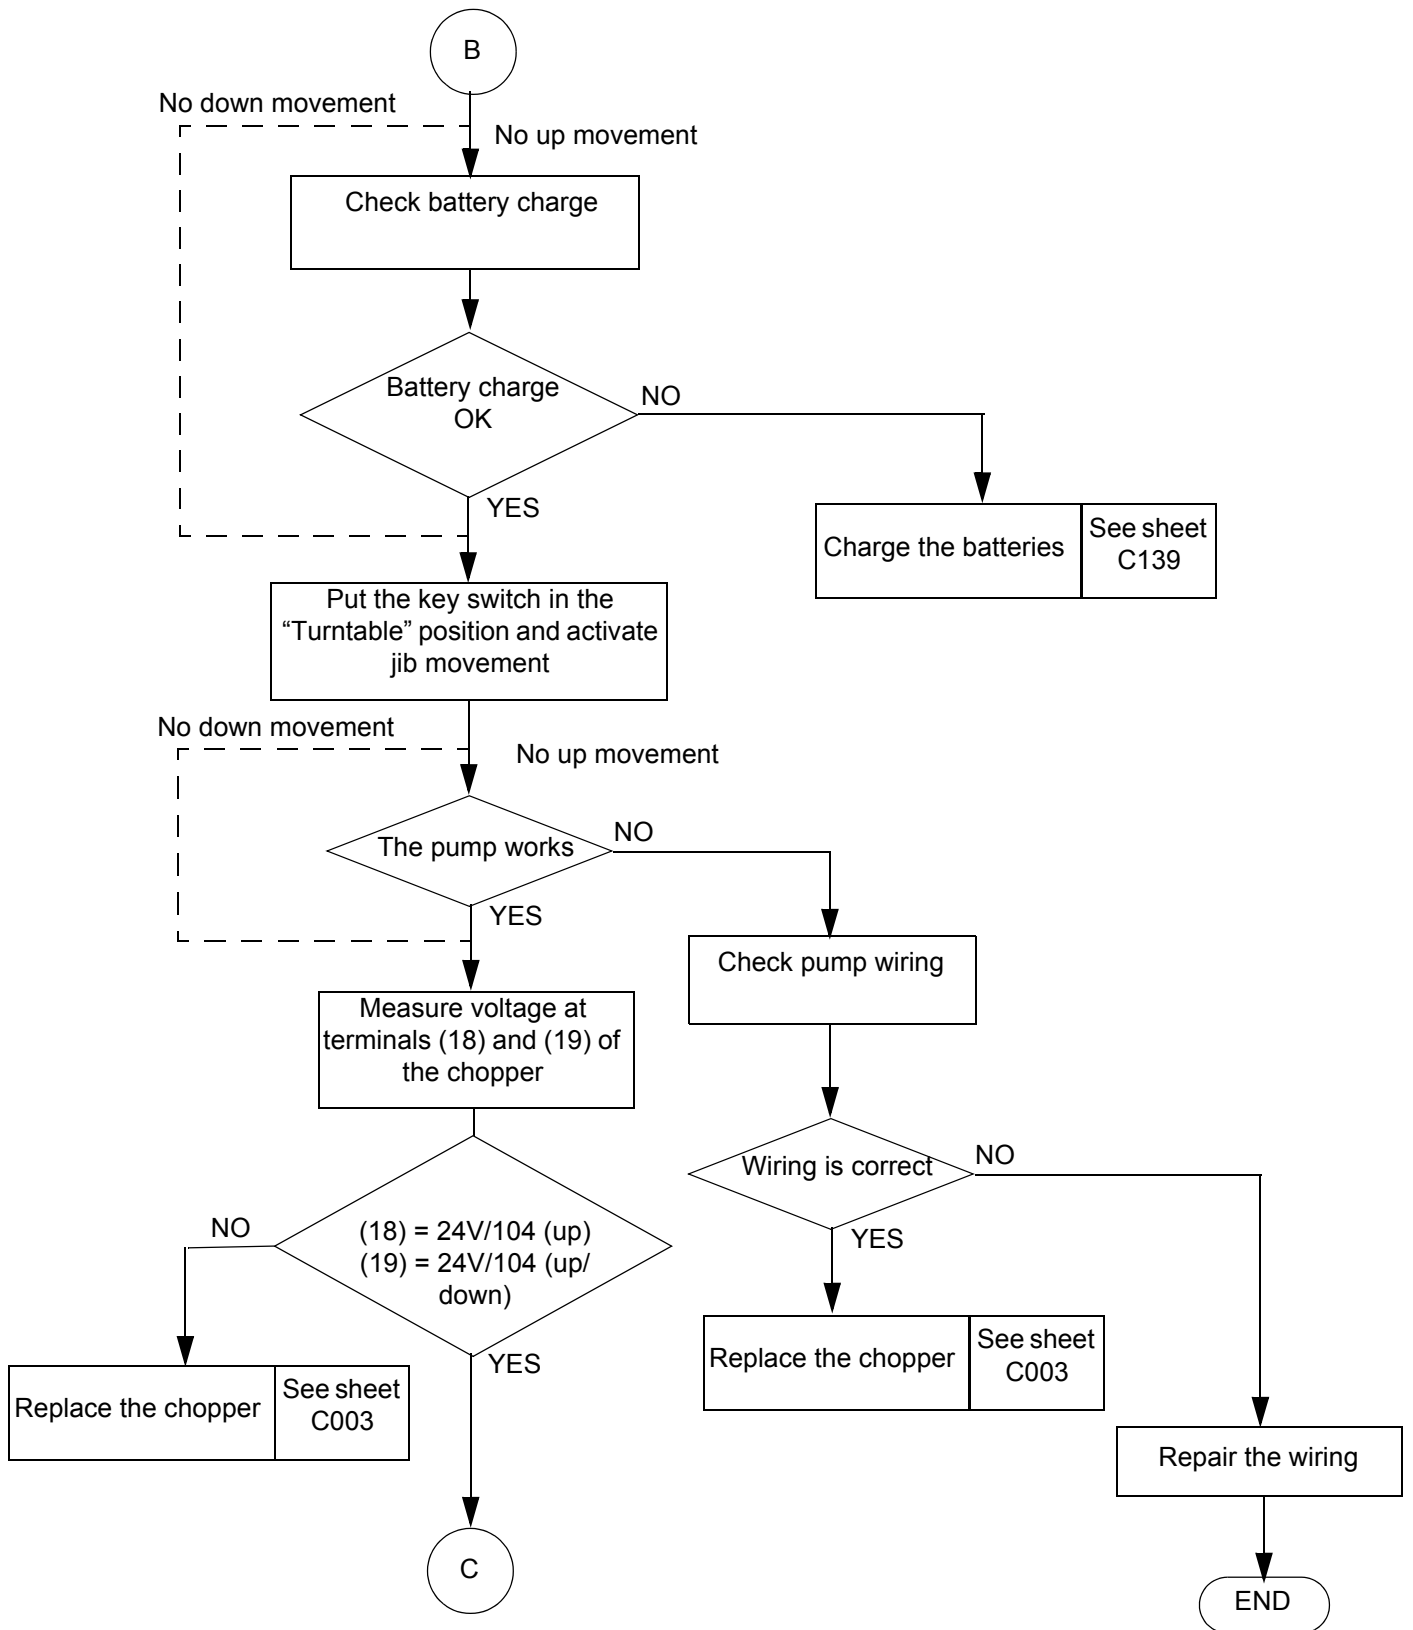 B
No down movement
No up movement
Check battery charge
Battery charge
OK
NO
YES
Charge the batteries
See sheet
C139
Put the key switch in the
“Turntable” position and activate
jib movement
No down movement
No up movement
The pump works
NO
YES
Check pump wiring
Measure voltage at
terminals (18) and (19) of
the chopper
Wiring is correct
NO
YES
(18) = 24V/104 (up)
(19) = 24V/104 (up/
down)
NO
YES
Replace the chopper
See sheet
C003
Replace the chopper
See sheet
C003
Repair the wiring
C
END